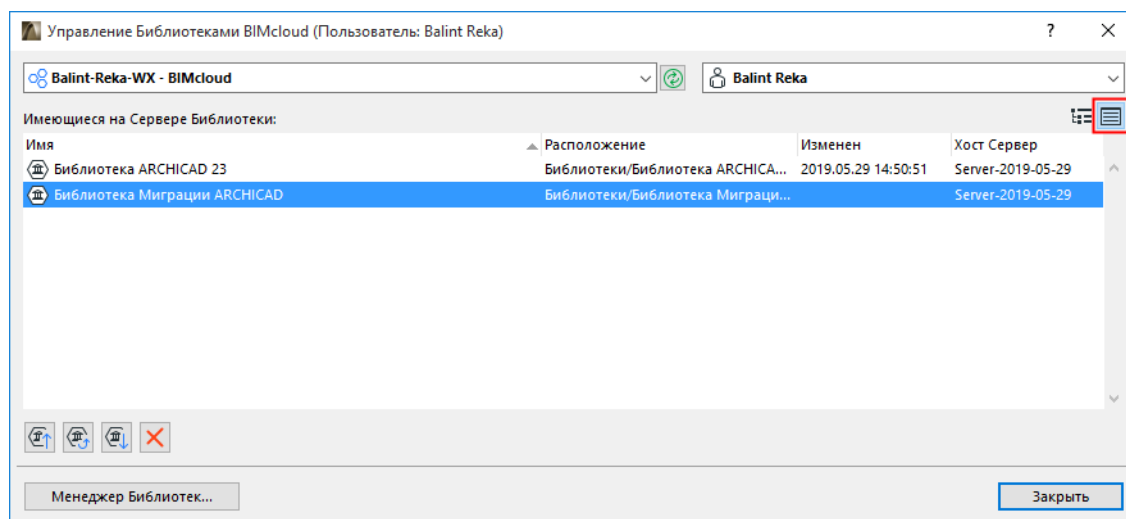 Управление Библиотеками BIMcloud (Пользователь: Balint Reka) ?
Balint-Reka-WX - BIMcloud Balint Reka
Имеющиеся на Сервере Библиотеки:
Имя Расположение Изменен Хост Сервер
Библиотека ARCHICAD 23 Библиотеки/Библиотека ARCHICA... 2019.05.29 14:50:51 Server-2019-05-29
Библиотека Миграции ARCHICAD Библиотеки/Библиотека Миграци... Server-2019-05-29
Менеджер Библиотек... Закрыть